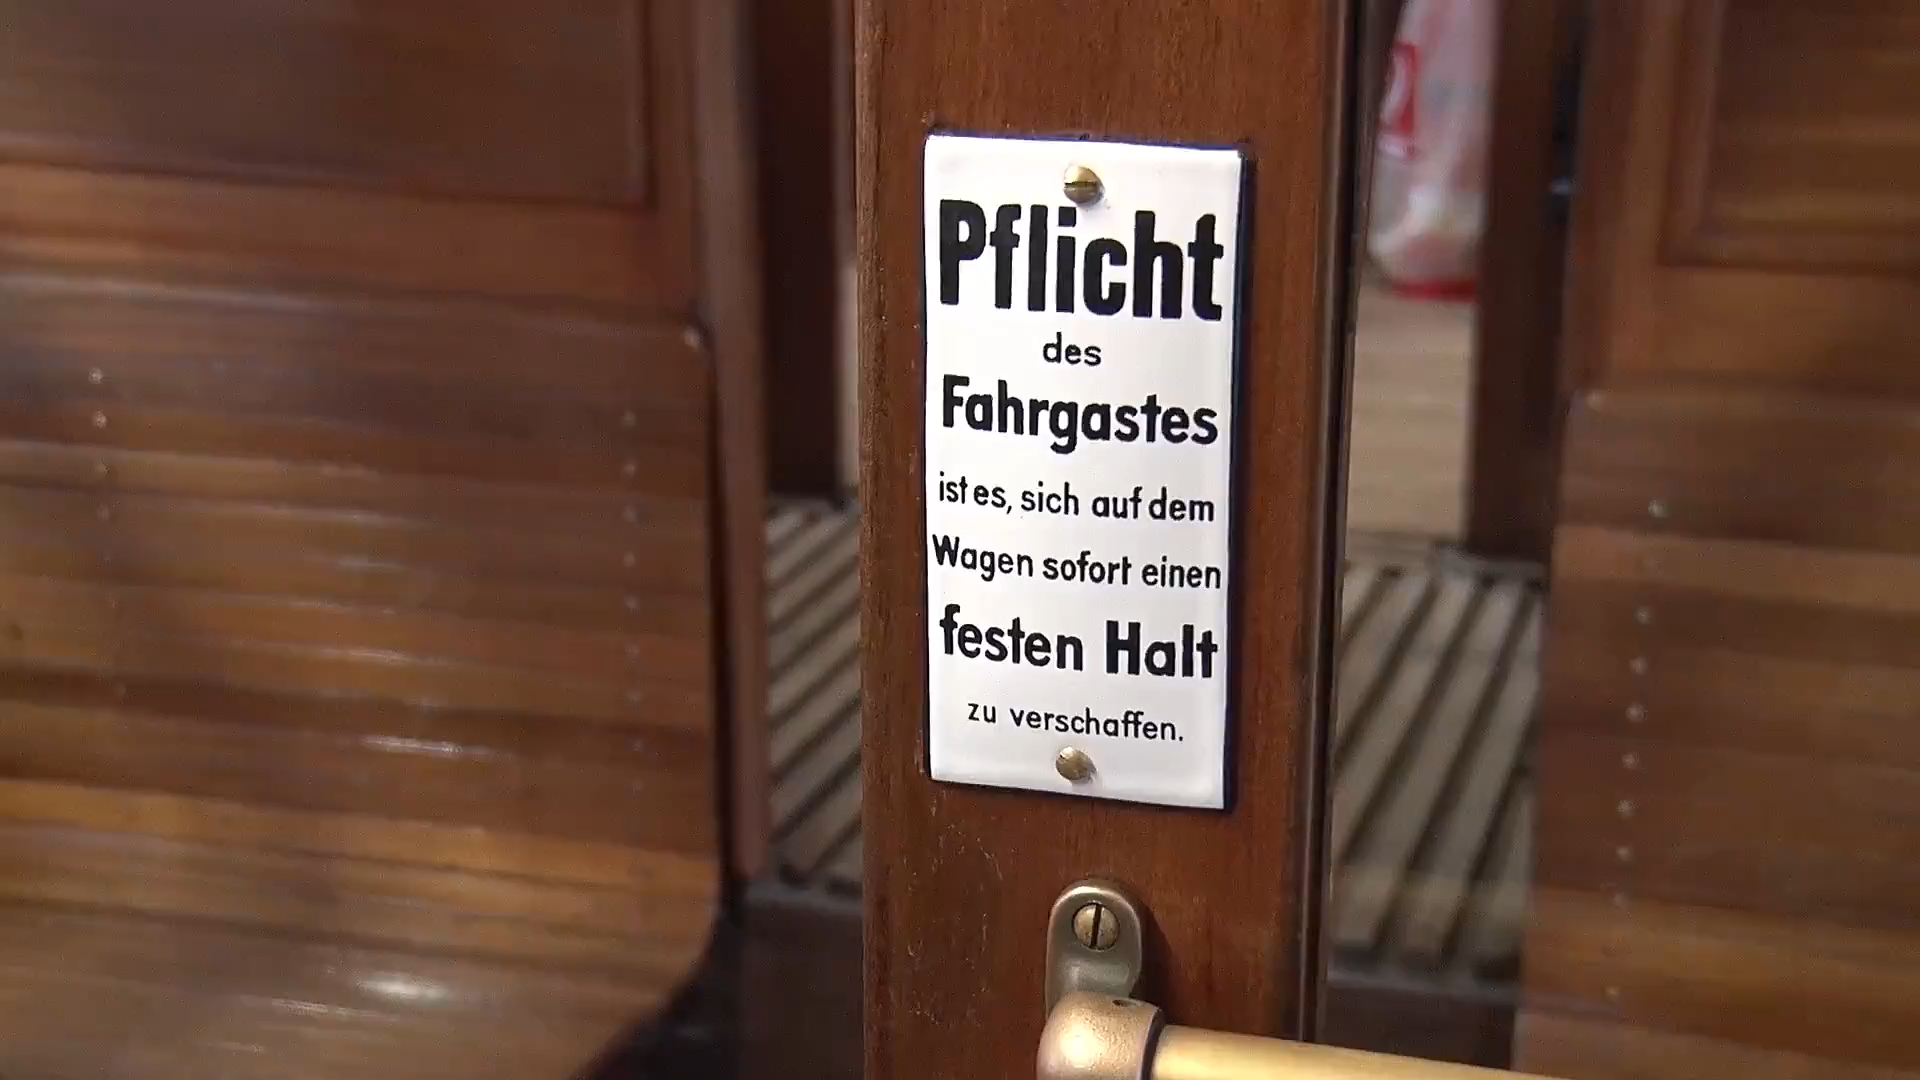 Pflicht
des
Fahrgastes
ist es, sich auf dem
Wagen sofort einen
festen Halt
zu verschaffen.